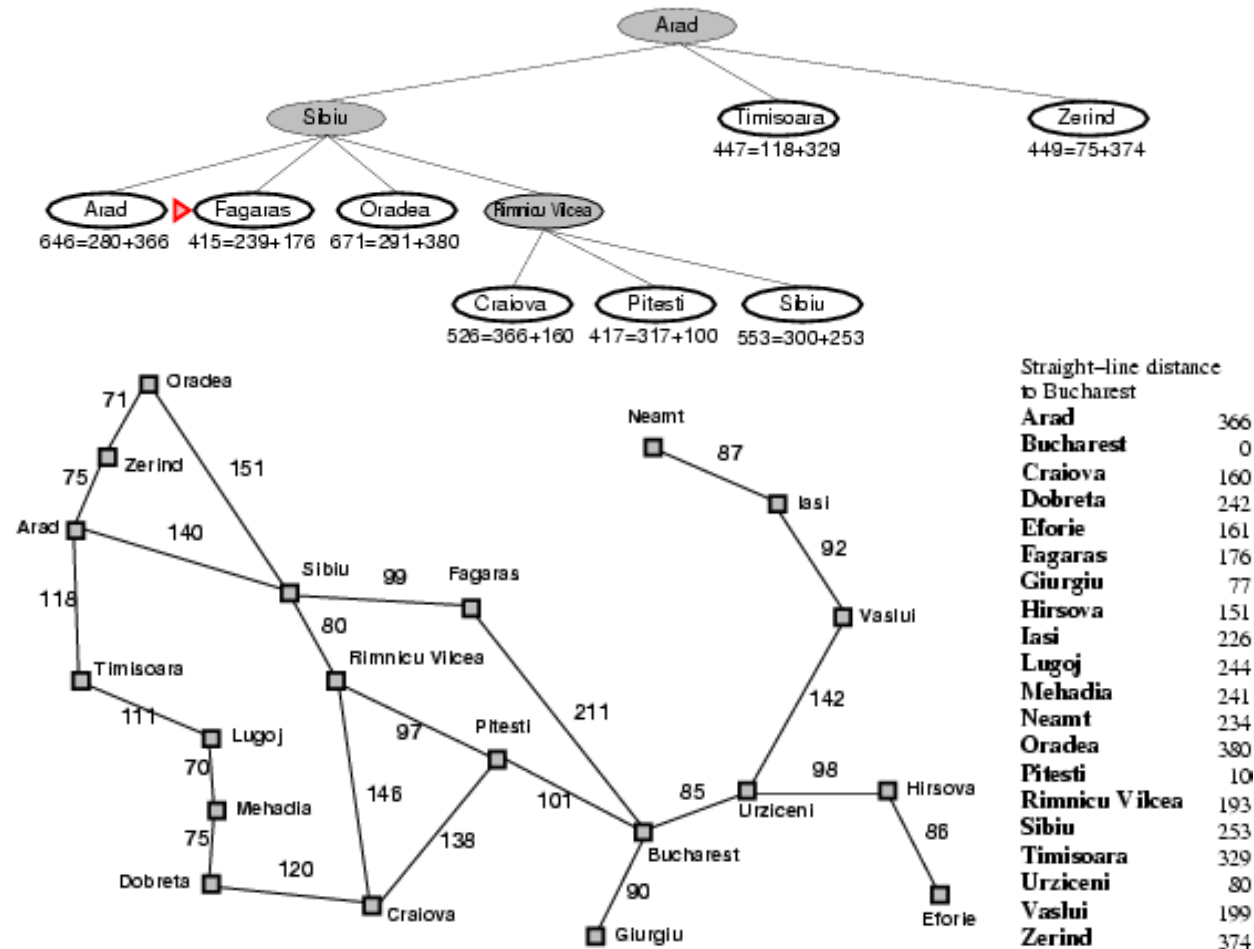 Arad
Sibiu
Timisoara
Zerind
447=118+329
449=75+374
Arad
Fagaras
Oradea
Rimnicu Vilcea
646=280+366
415=239+176
671=291+380
Craiova
Pitesti
Sibiu
526=366+160
417=317+100
553=300+253
Oradea
71
Zerind
75
151
Arad
140
118
Sibiu
99
Fagaras
80
Rimnicu Vilcea
Timisoara
111
Lugoj
70
Mehadia
75
Dobreta
120
97
Pitesti
211
146
138
101
Craiova
Neamt
87
Iasi
92
Vaslui
142
98
Hirsova
85
Urziceni
86
Bucharest
90
Giurgiu
Eforie
Straight-line distance
to Bucharest
Arad 366
Bucharest 0
Craiova 160
Dobreta 242
Eforie 161
Fagaras 176
Giurgiu 77
Hirsova 151
Iasi 226
Lugoj 244
Mehadia 241
Neamt 234
Oradea 380
Pitesti 10
Rimnicu Vilcea 193
Sibiu 253
Timisoara 329
Urziceni 80
Vaslui 199
Zerind 374